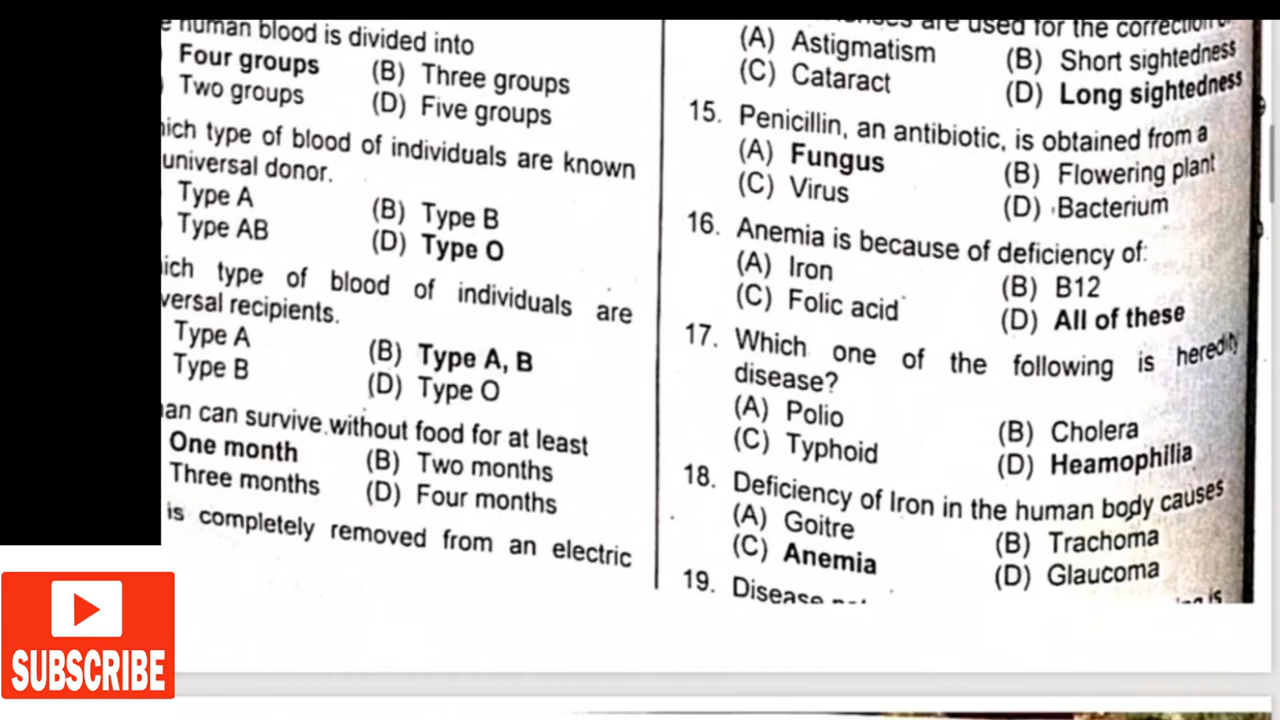 human blood is divided into
Four groups (B) Three groups
Two groups (D) Five groups
type of blood of individuals are known
universal donor.
Type A (B) Type B
Type AB (D) Type O
type of blood of individuals are
recipients.
Type A (B) Type A, B
Type B (D) Type O
can survive without food for at least
One month (B) Two months
Three months (D) Four months
is completely removed from an electric
are used for the correction
(A) Astigmatism (B) Short sightedness
(C) Cataract (D) Long sightedness
15. Penicillin, an antibiotic, is obtained from a
(A) Fungus (B) Flowering plant
(C) Virus (D) Bacterium
16. Anemia is because of deficiency of:
(A) Iron (B) B12
(C) Folic acid (D) All of these
17. Which one of the following is heredity
disease?
(A) Polio (B) Cholera
(C) Typhoid (D) Heamophilia
18. Deficiency of Iron in the human body causes
(A) Goitre (B) Trachoma
(C) Anemia (D) Glaucoma
19. Disease
SUBSCRIBE